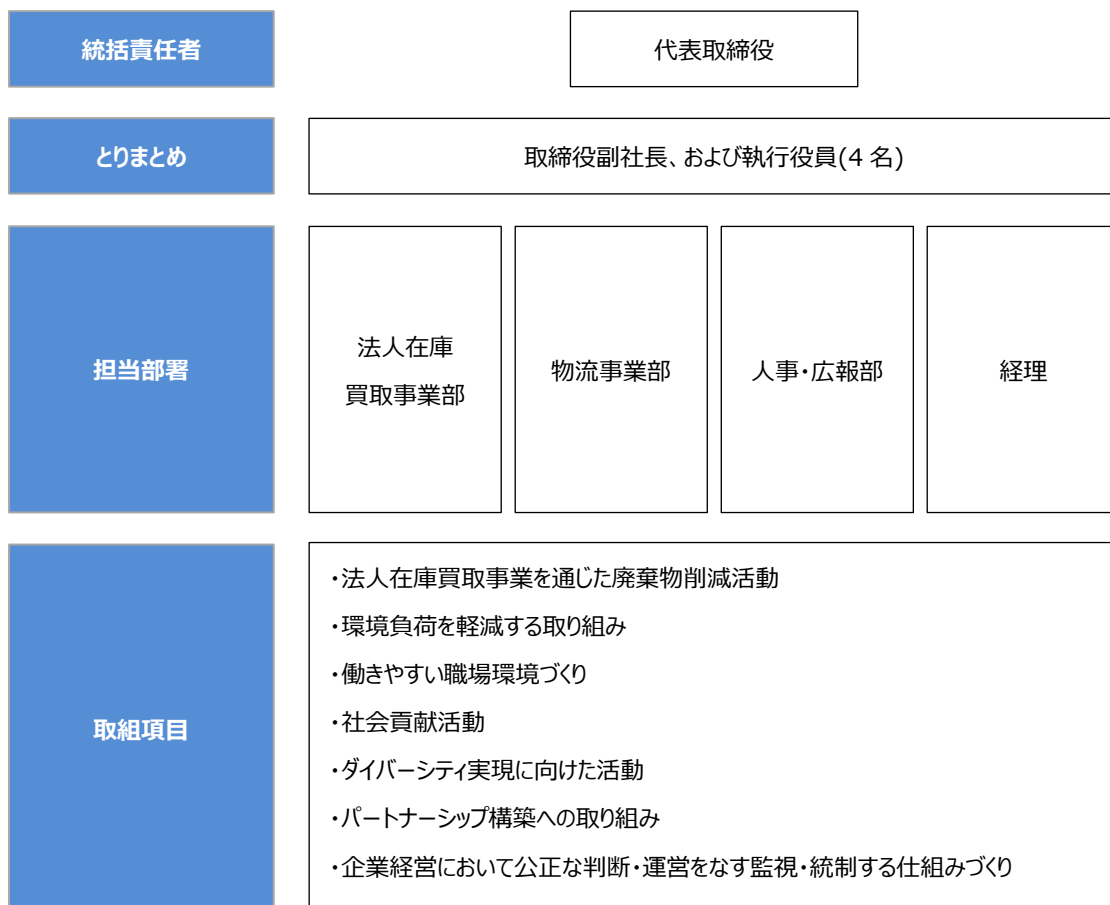 統括責任者
代表取締役
とりまとめ
取締役副社長、および執行役員(4 名)
担当部署
法人在庫
買取事業部
物流事業部
人事・広報部
経理
取組項目
・法人在庫買取事業を通じた廃棄物削減活動
・環境負荷を軽減する取り組み
・働きやすい職場環境づくり
・社会貢献活動
・ダイバーシティ実現に向けた活動
・パートナーシップ構築への取り組み
・企業経営において公正な判断・運営をなす監視・統制する仕組みづくり